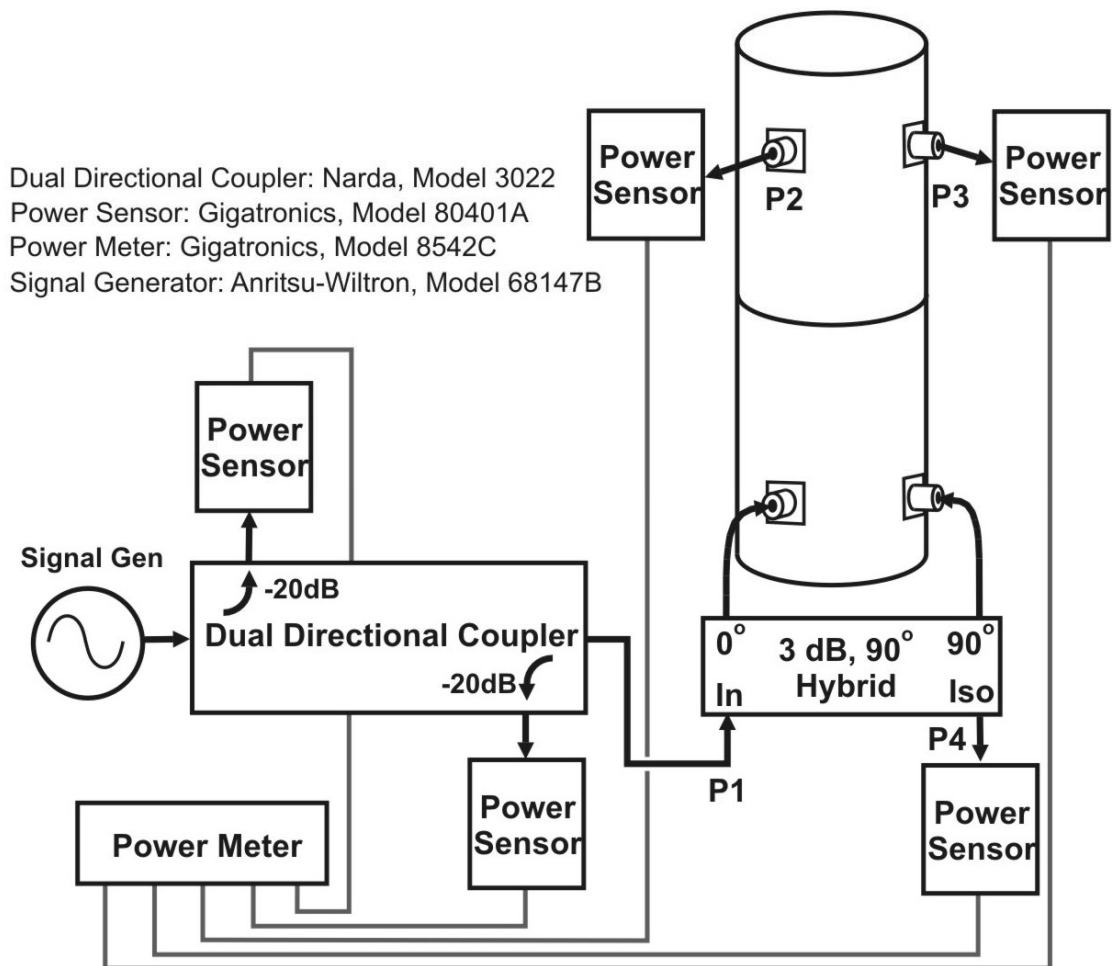 Dual Directional Coupler: Narda, Model 3022
Power Sensor: Gigatronics, Model 80401A
Power Meter: Gigatronics, Model 8542C
Signal Generator: Anritsu-Wiltron, Model 68147B
Power
Sensor
P2
P3
Power
Sensor
Power
Sensor
Signal Gen
-20dB
Dual Directional Coupler
-20dB
0°
3 dB, 90°
90°
Hybrid
In
Iso
P1
P4
Power
Sensor
Power
Sensor
Power Meter